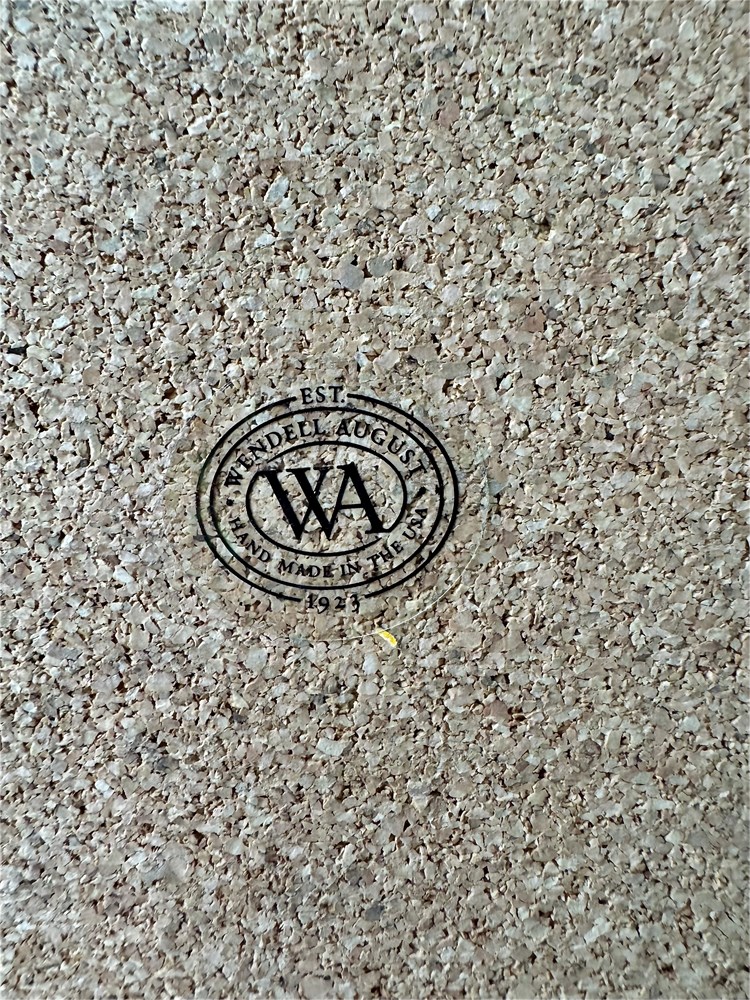 EST.
WENDELL AUGUST
WA
HAND MADE IN THE USA
1923